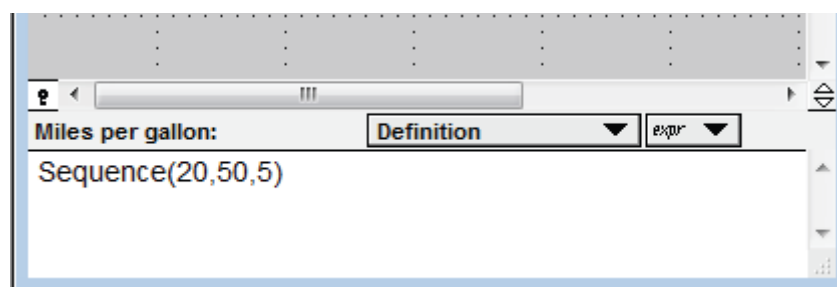 Miles per gallon: Definition expr
Sequence(20,50,5)